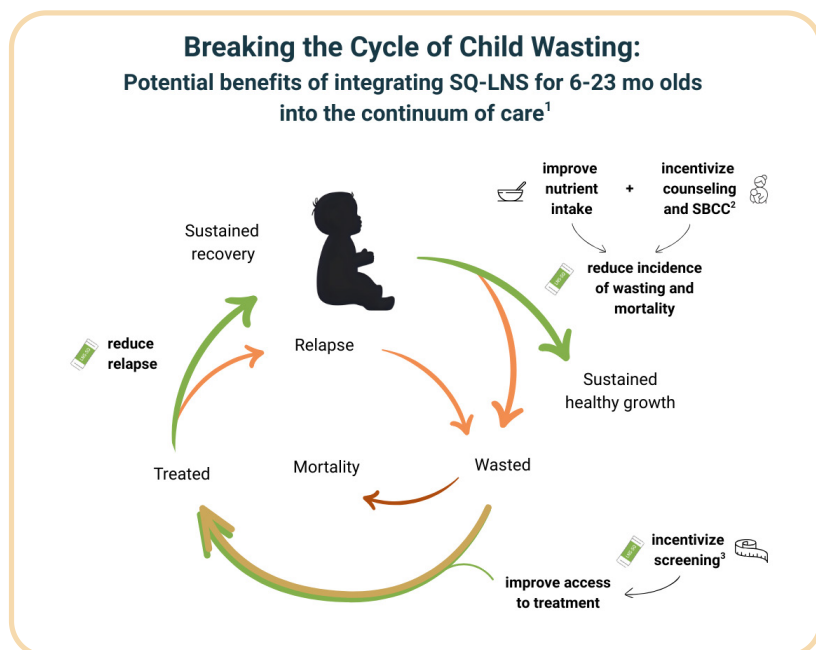 Breaking the Cycle of Child Wasting:
Potential benefits of integrating SQ-LNS for 6-23 mo olds
into the continuum of care¹
improve
nutrient
intake
+
incentivize
counseling
and SBCC²
Sustained
recovery
reduce incidence
of wasting and
mortality
reduce
relapse
Relapse
Sustained
healthy growth
Treated
Mortality
Wasted
incentivize
screening³
improve access
to treatment